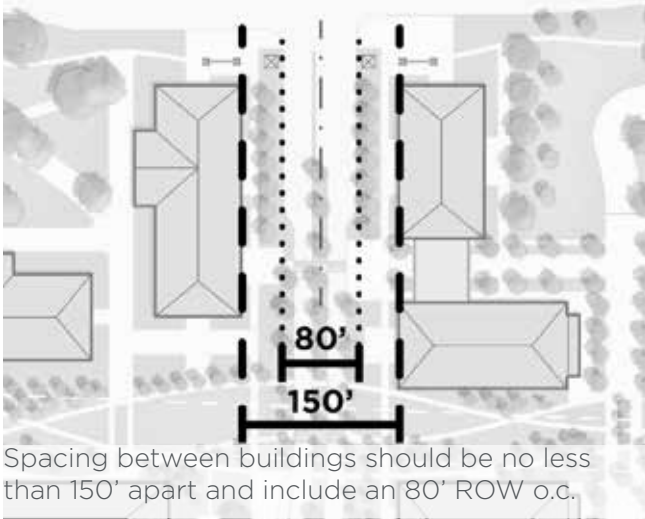 80'
150'
Spacing between buildings should be no less
than 150' apart and include an 80' ROW o.c.